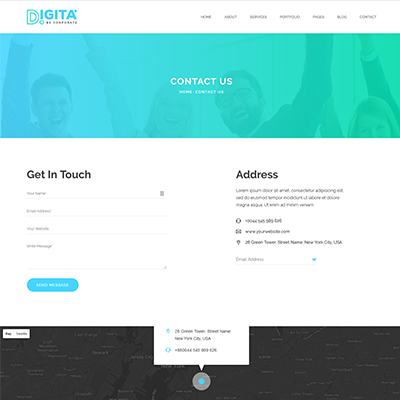 DIGITA
BE CORPORATE
HOME ABOUT SERVICES PORTFOLIO PAGES BLOG CONTACT
CONTACT US
HOME- CONTACT US
Get In Touch
Your Name
Email Address*
Your Website
Write Message*
SEND MESSAGE
Address
Lorem ipsum dolor a ametmi, consectetur adipisicing elit, sed do eiusmod tempor incididunt ut labore et dolore magna aliqua. Ut enim ad minim veniam, quis nostrud
+0044 545 989 626
www.yourwebsite.com
28 Green Tower, Street Name, New York City, USA
Email Address
Map
28 Green Tower, Street Name,
New York City, USA
+880644 545 989 626